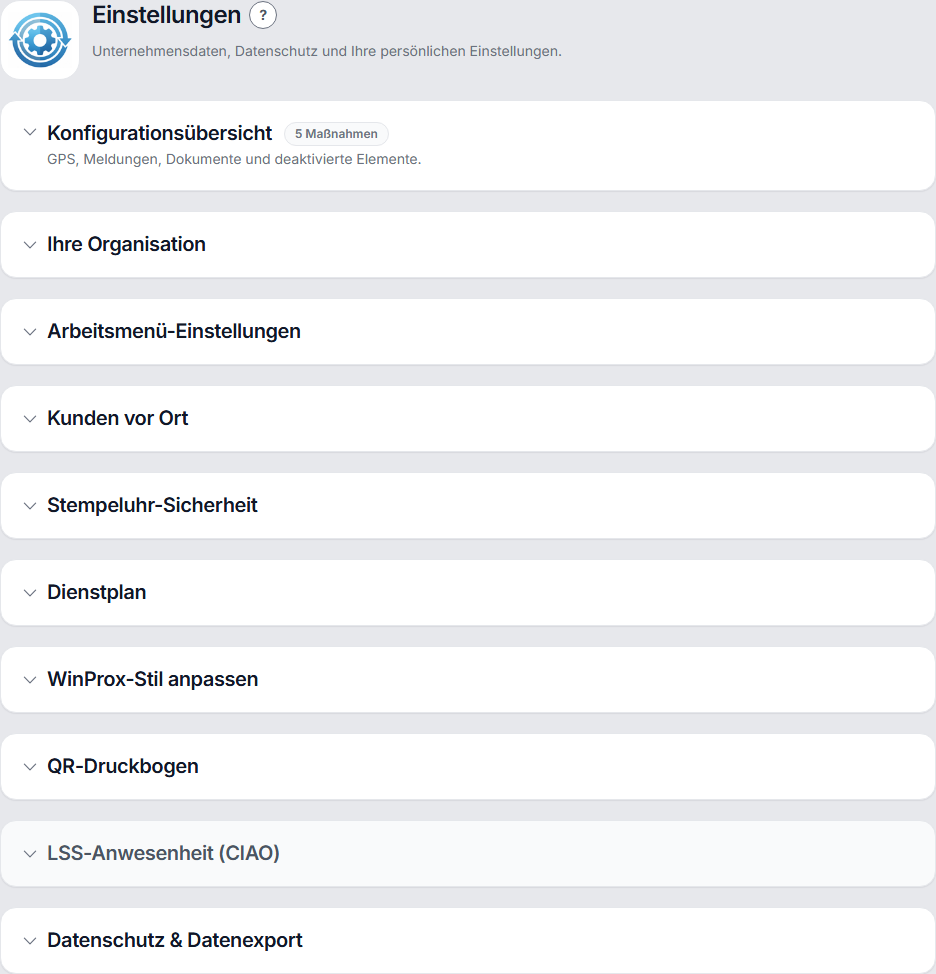 Einstellungen ?
Unternehmensdaten, Datenschutz und Ihre persönlichen Einstellungen.
Konfigurationsübersicht 5 Maßnahmen
GPS, Meldungen, Dokumente und deaktivierte Elemente.
Ihre Organisation
Arbeitsmenü-Einstellungen
Kunden vor Ort
Stempeluhr-Sicherheit
Dienstplan
WinProx-Stil anpassen
QR-Druckbogen
LSS-Anwesenheit (CIAO)
Datenschutz & Datenexport